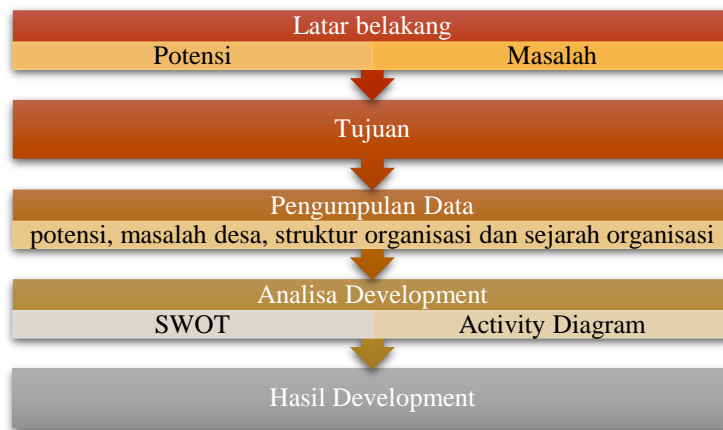 Latar belakang
Potensi Masalah
Tujuan
Pengumpulan Data
potensi, masalah desa, struktur organisasi dan sejarah organisasi
Analisa Development
SWOT Activity Diagram
Hasil Development